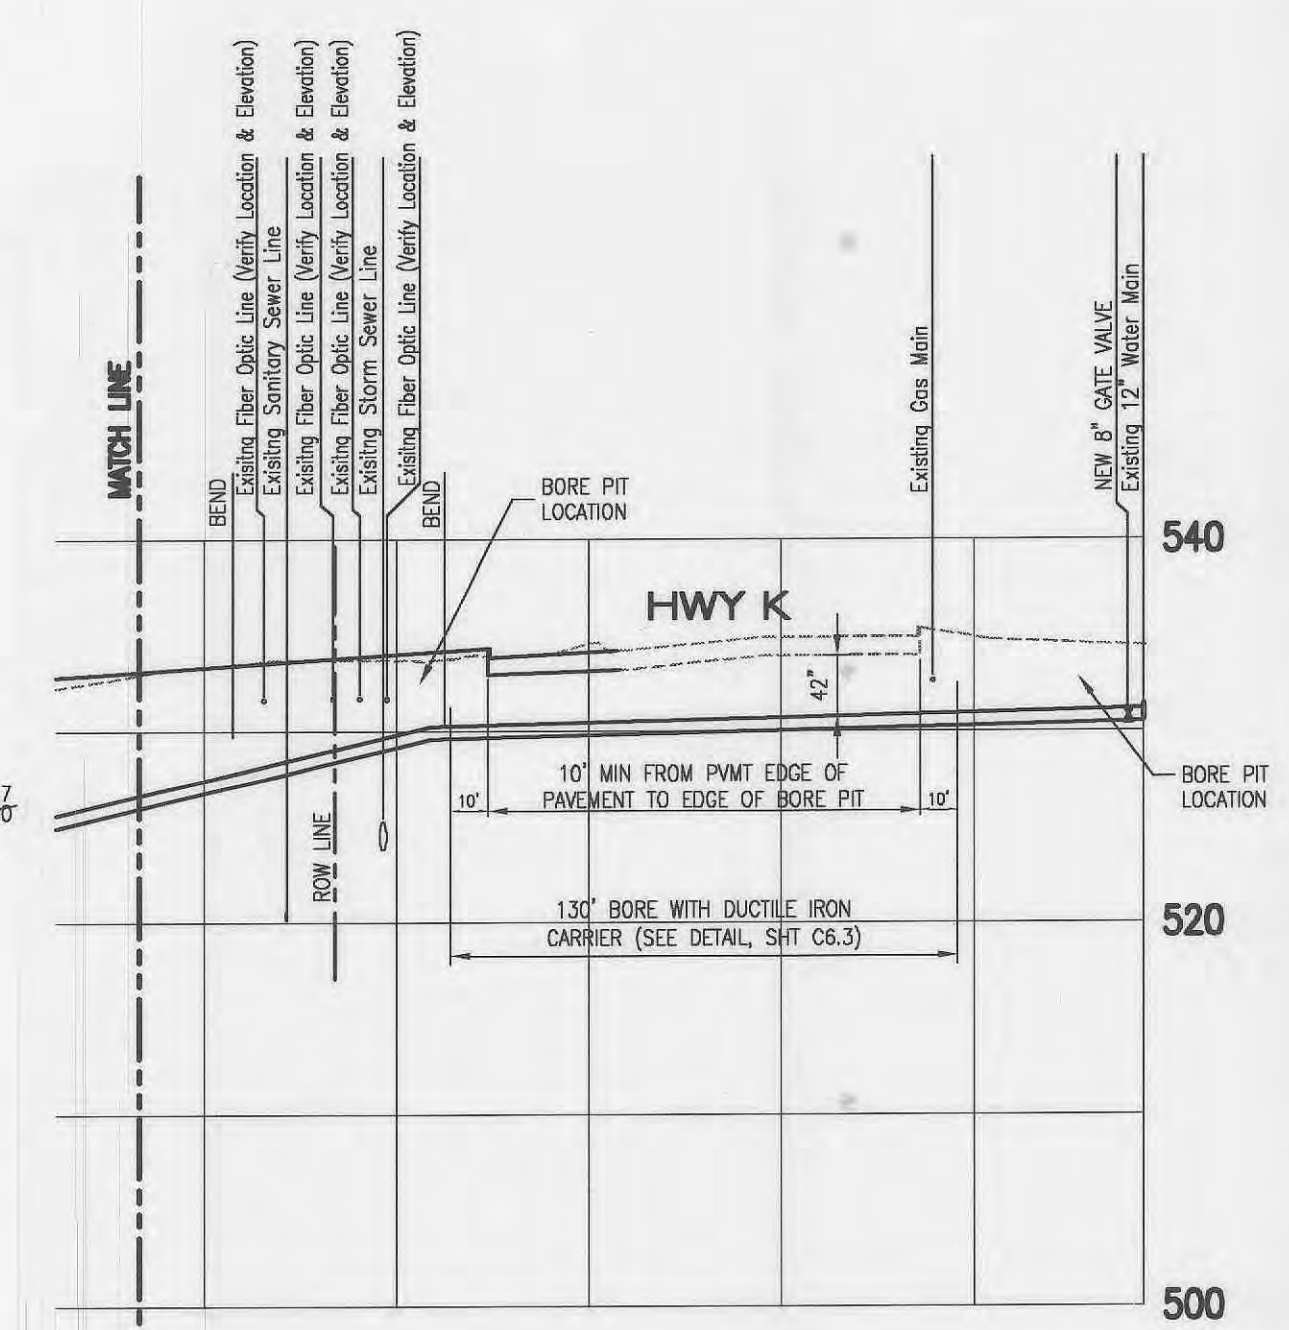 MATCH LINE
BEND
Exisitng Fiber Optic Line (Verify Location & Elevation)
Exisitng Sanitary Sewer Line
Exisitng Fiber Optic Line (Verify Location & Elevation)
Exisitng Fiber Optic Line (Verify Location & Elevation)
Exisitng Storm Sewer Line
Exisitng Fiber Optic Line (Verify Location & Elevation)
BEND
BORE PIT
LOCATION
Existing Gas Main
NEW 8" GATE VALVE
Existing 12" Water Main
540
HWY K
42"
10' MIN FROM PVMT EDGE OF
PAVEMENT TO EDGE OF BORE PIT
10'
10'
BORE PIT
LOCATION
7
0
ROW LINE
130' BORE WITH DUCTILE IRON
CARRIER (SEE DETAIL, SHT C6.3)
520
500